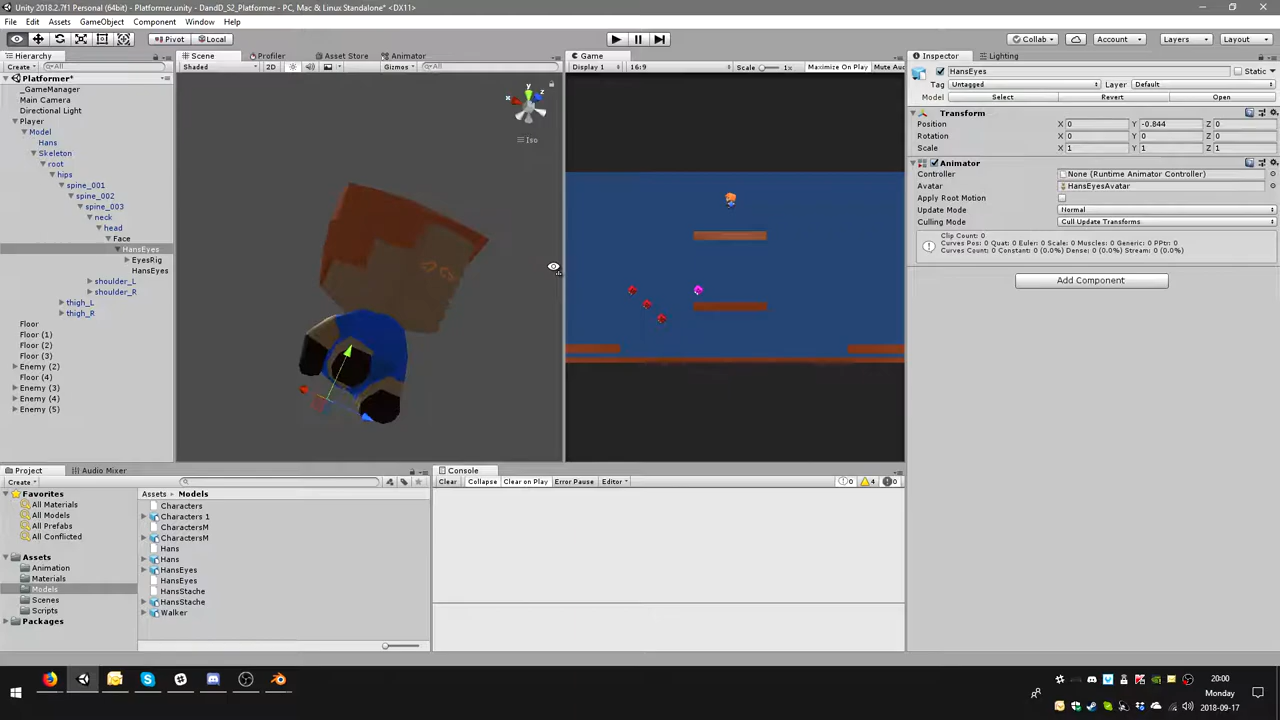 Unity 2018.2.7f1 Personal (64bit) - Platformer.unity - DandD_S2_Platformer - PC, Mac & Linux Standalone* <DX11>
File Edit Assets GameObject Component Window Help
Pivot Local Collab Account Layers Layout
Hierarchy
Create All
Platformer*
_GameManager
Main Camera
Directional Light
Player
Model
Hans
Skeleton
root
hips
spine_001
spine_002
spine_003
neck
head
Face
HansEyes
EyesRig
HansEyes
shoulder_L
shoulder_R
thigh_L
thigh_R
Floor
Floor (1)
Floor (2)
Floor (3)
Enemy (2)
Floor (4)
Enemy (3)
Enemy (4)
Enemy (5)
Scene Profiler Asset Store Animator
Shaded 2D Gizmos All
x y z
Iso
Game
Display 1 16:9 Scale 1x Maximize On Play Mute Au
Inspector Lighting
HansEyes Static
Tag Untagged Layer Default
Model Select Revert Open
Transform
Position X 0 Y -0.844 Z 0
Rotation X 0 Y 0 Z 0
Scale X 1 Y 1 Z 1
Animator
Controller None (Runtime Animator Controller)
Avatar HansEyesAvatar
Apply Root Motion
Update Mode Normal
Culling Mode Cull Update Transforms
Clip Count: 0
Curves Pos: 0 Quat: 0 Euler: 0 Scale: 0 Muscles: 0 Generic: 0 PPtr: 0
Curves Count: 0 Constant: 0 (0.0%) Dense: 0 (0.0%) Stream: 0 (0.0%)
Add Component
Project Audio Mixer
Create
Favorites
All Materials
All Models
All Prefabs
All Conflicted
Assets
Animation
Materials
Models
Scenes
Scripts
Packages
Assets Models
Characters
Characters 1
CharactersM
CharactersM
Hans
Hans
HansEyes
HansEyes
HansStache
HansStache
Walker
Console
Clear Collapse Clear on Play Error Pause Editor 0 4 0
20:00
Monday
2018-09-17